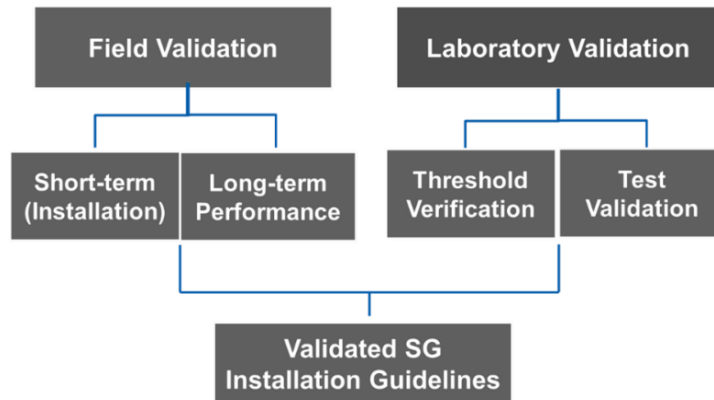 Field Validation
Laboratory Validation
Short-term
(Installation)
Long-term
Performance
Threshold
Verification
Test
Validation
Validated SG
Installation Guidelines